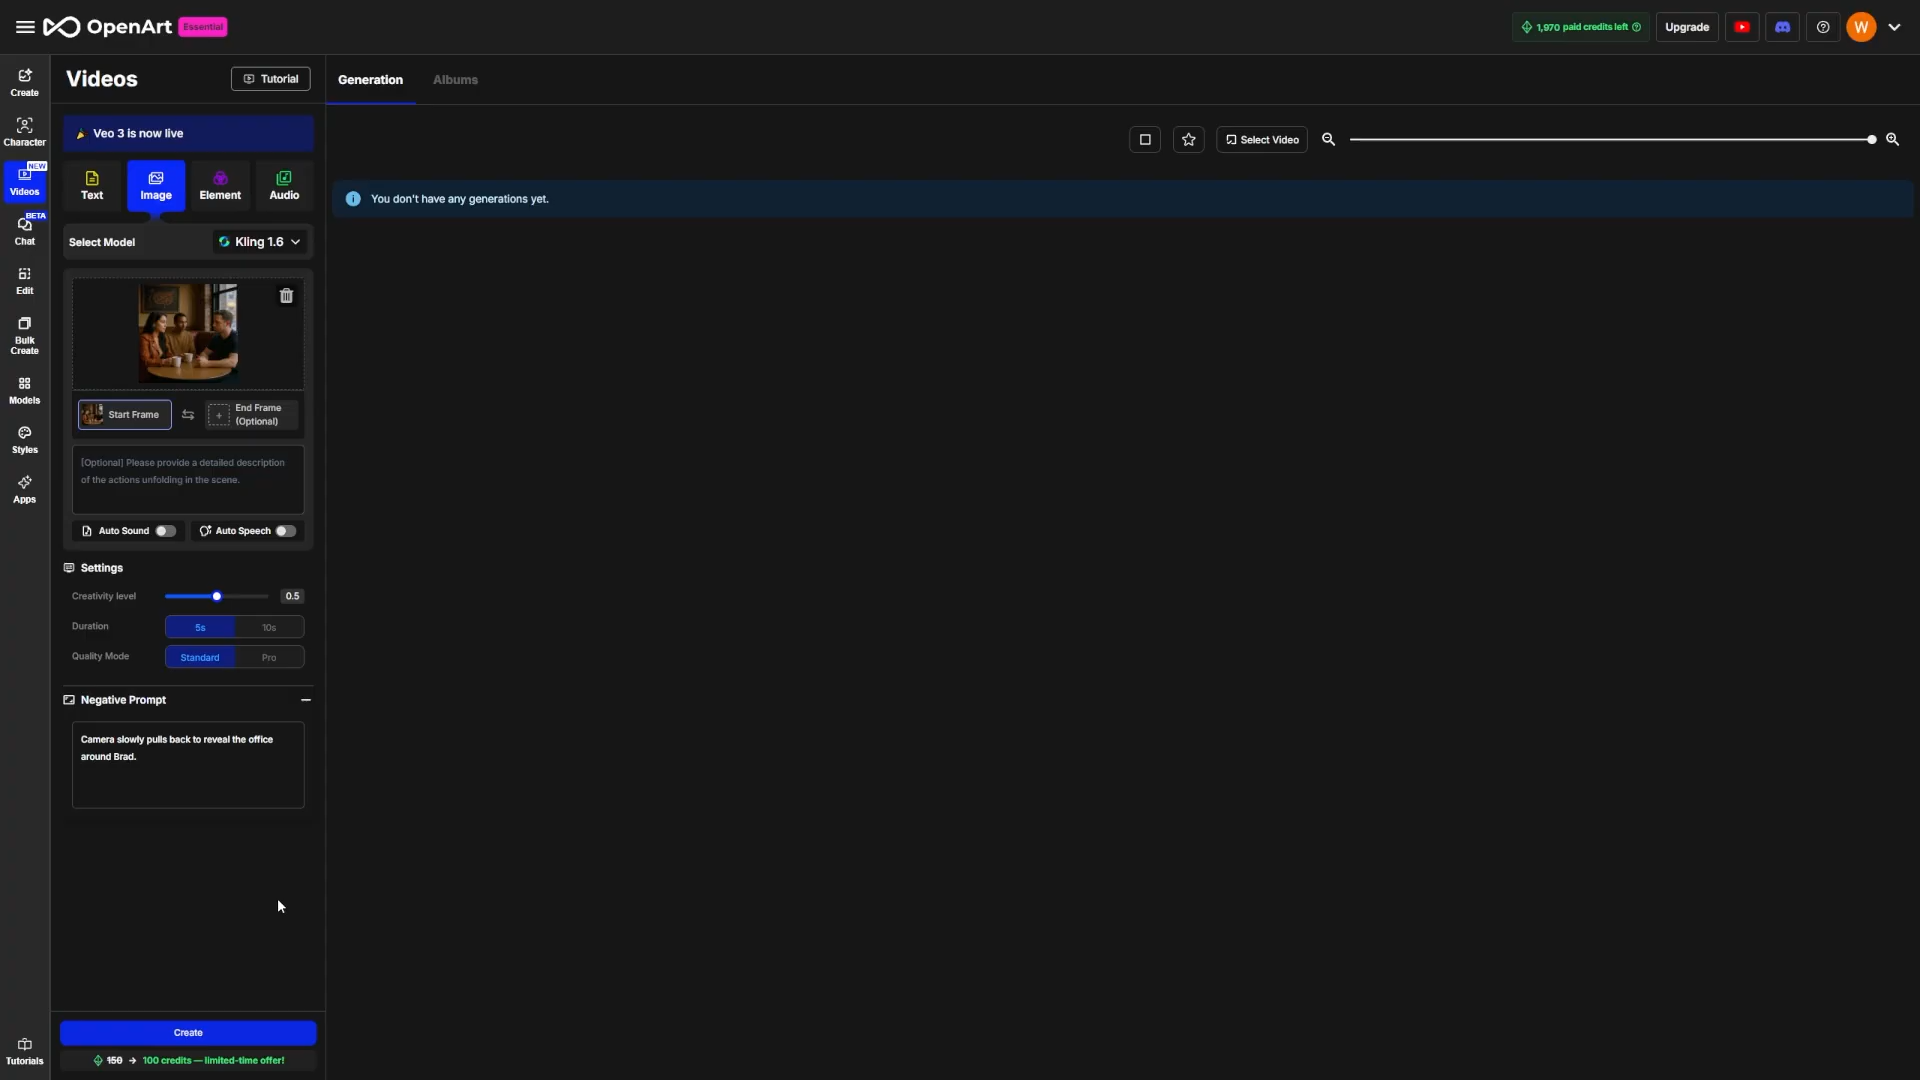 OpenArt Essential
1,970 paid credits left
Upgrade
W
Create
Character
NEW
Videos
BETA
Chat
Edit
Bulk
Create
Models
Styles
Apps
Tutorials
Videos
Tutorial
Veo 3 is now live
Text Image Element Audio
Select Model Kling 1.6
Start Frame
End Frame
(Optional)
[Optional] Please provide a detailed description
of the actions unfolding in the scene.
Auto Sound Auto Speech
Settings
Creativity level 0.5
Duration 5s 10s
Quality Mode Standard Pro
Negative Prompt
Camera slowly pulls back to reveal the office
around Brad.
Create
150 → 100 credits — limited-time offer!
Generation Albums
Select Video
You don't have any generations yet.